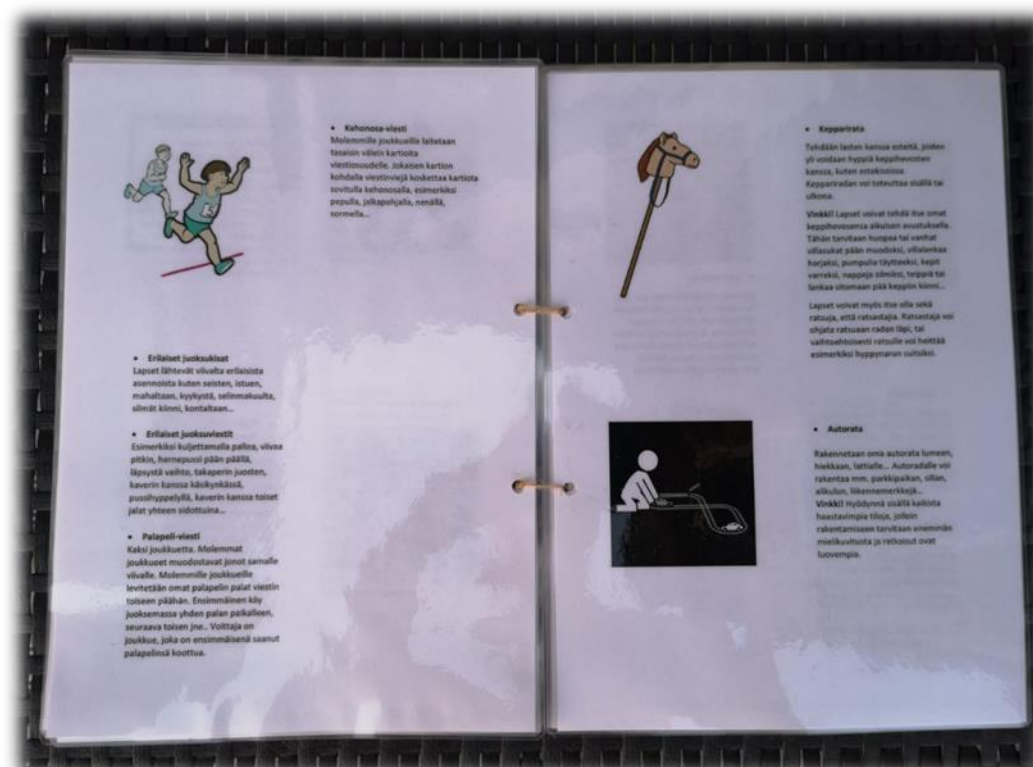 • Kehonosa-viesti
Molemmille joukkueille laitetaan
tasaisin välein kartioita
viestiosuudelle. Jokaisen kartion
kohdalla viestinviejä koskettaa kartiota
sovitulla kehonosalla, esimerkiksi
pepulla, jalkapohjalla, nenällä,
sormella...
• Erilaiset juoksukisat
Lapset lähtevät viivalta erilaisista
asennoista kuten seisten, istuen,
mahaltaan, kyykystä, selinmakuulta,
silmät kiinni, kontaltaan...
• Erilaiset juoksuviestit
Esimerkiksi kuljettamalla palloa, viivaa
pitkin, hernepussi pään päällä,
läpsystä vaihto, takaperin juosten,
kaverin kanssa käsikynkässä,
pussihyppelyllä, kaverin kanssa toiset
jalat yhteen sidottuina...
• Palapeli-viesti
Kaksi joukkuetta. Molemmat
joukkueet muodostavat jonot samalle
viivalle. Molemmille joukkueille
levitetään omat palapelin palat viestin
toiseen päähän. Ensimmäinen käy
juoksemassa yhden palan paikalleen,
seuraava toisen jne.. Voittaja on
joukkue, joka on ensimmäisenä saanut
palapelinsä koottua.
• Kepparirata
Tehdään lasten kanssa esteitä, joiden
yli voidaan hyppiä keppihevosten
kanssa, kuten estekisoissa.
Keppariradan voi toteuttaa sisällä tai
ulkona.
Vinkki! Lapset voivat tehdä itse omat
keppihevosensa aikuisen avustuksella.
Tähän tarvitaan huopaa tai vanhat
villasukat pään muodoksi, villalankaa
harjaksi, pumpulia täytteeksi, kepit
varreksi, nappeja silmiksi, teippiä tai
lankaa sitomaan pää keppiin kiinni...
Lapset voivat myös itse olla sekä
ratsuja, että ratsastajia. Ratsastaja voi
ohjata ratsuaan radan läpi, tai
vaihtoehtoisesti ratsulle voi heittää
esimerkiksi hyppynarun suitsiksi.
• Autorata
Rakennetaan oma autorata lumeen,
hiekkaan, lattialle... Autoradalle voi
rakentaa mm. parkkipaikan, sillan,
alikulun, liikennemerkkejä...
Vinkki! Hyödynnä sisällä kaikista
haastavimpia tiloja, jolloin
rakentamiseen tarvitaan enemmän
mielikuvitusta ja ratkaisut ovat
luovempia.